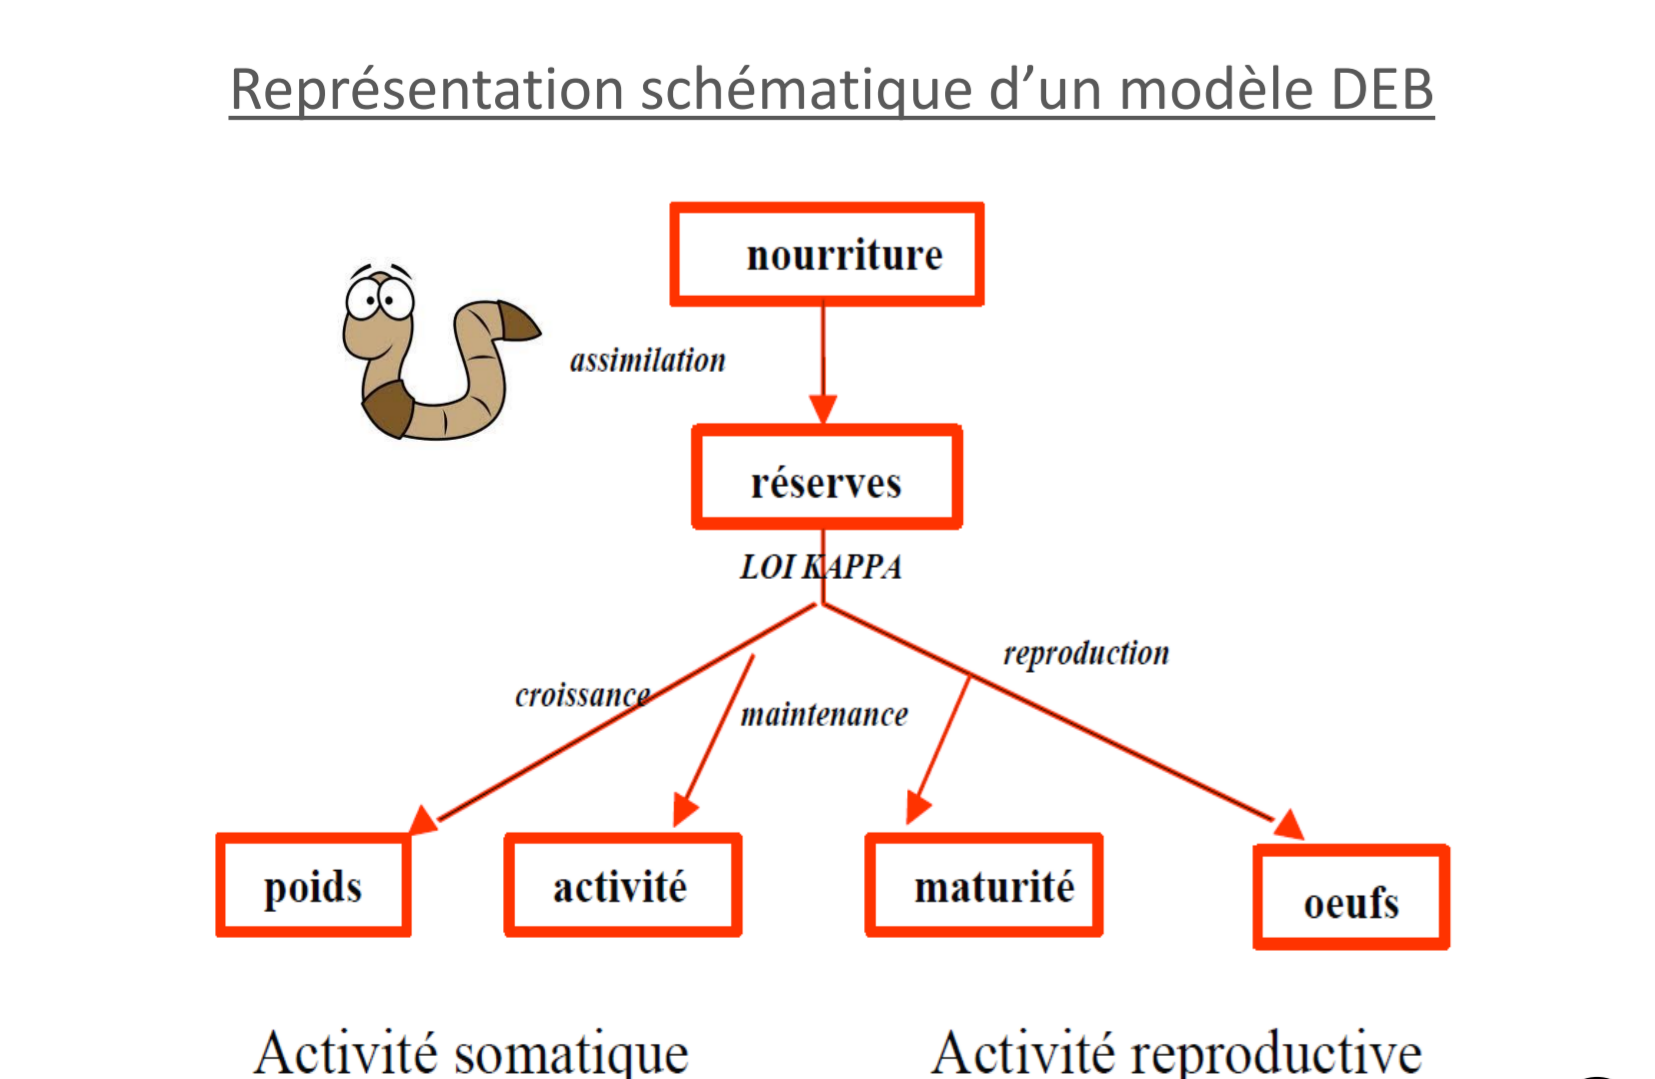 Représentation schématique d’un modèle DEB
nourriture
assimilation
réserves
LOI KAPPA
reproduction
croissance
maintenance
poids
activité
maturité
oeufs
Activité somatique
Activité reproductive